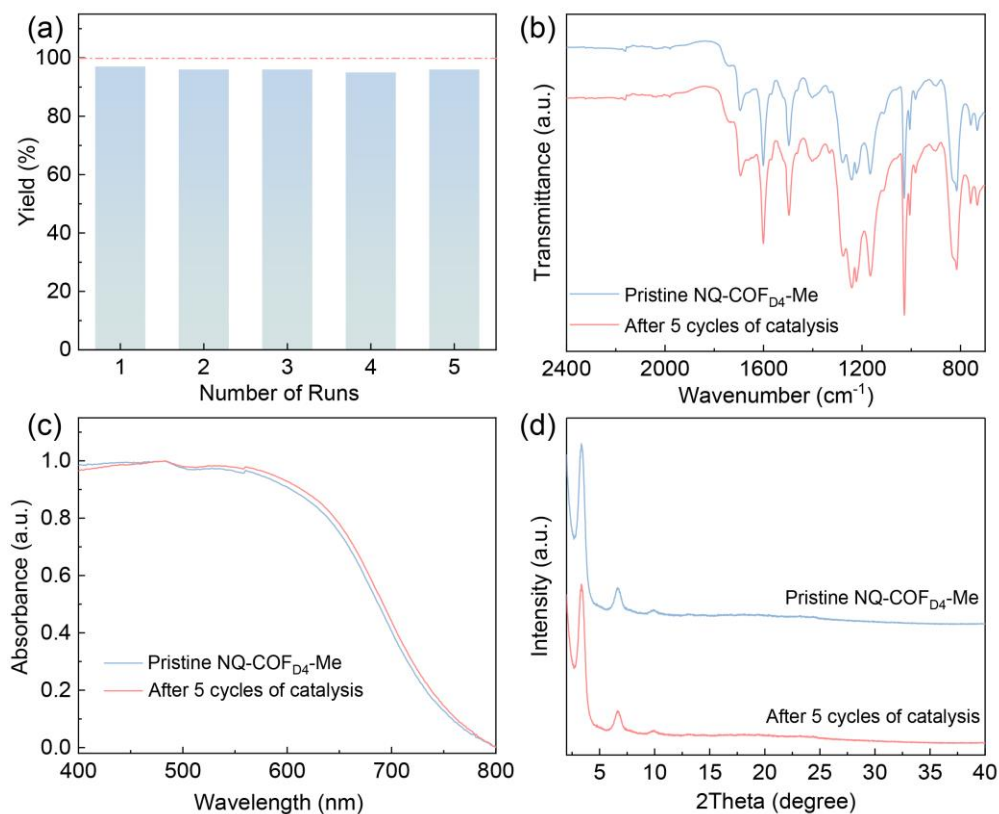 (a)
100
80
60
40
20
0
Yield (%)
1 2 3 4 5
Number of Runs
(b)
Transmittance (a.u.)
Pristine NQ-COF_D4-Me
After 5 cycles of catalysis
2400 2000 1600 1200 800
Wavenumber (cm⁻¹)
(c)
1.0
0.8
0.6
0.4
0.2
0.0
Absorbance (a.u.)
Pristine NQ-COF_D4-Me
After 5 cycles of catalysis
400 500 600 700 800
Wavelength (nm)
(d)
Intensity (a.u.)
Pristine NQ-COF_D4-Me
After 5 cycles of catalysis
5 10 15 20 25 30 35 40
2Theta (degree)